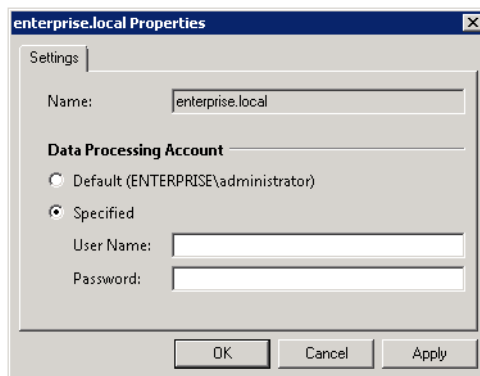 enterprise.local Properties
Settings
Name: enterprise.local
Data Processing Account
Default (ENTERPRISE\administrator)
Specified
User Name:
Password:
OK Cancel Apply